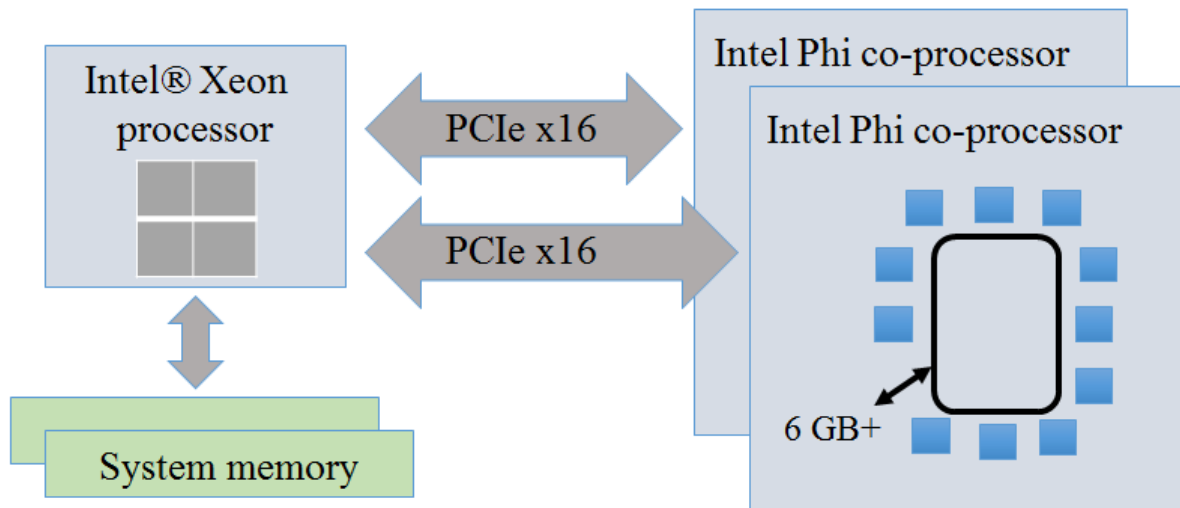 Intel® Xeon
processor
PCIe x16
PCIe x16
Intel Phi co-processor
Intel Phi co-processor
6 GB+
System memory